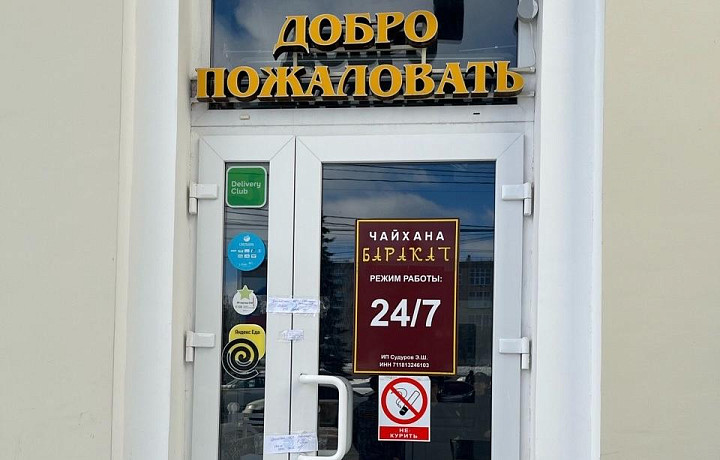 ДОБРО
ПОЖАЛОВАТЬ
Delivery
Club
ЧАЙХАНА
БАРАКАТ
РЕЖИМ РАБОТЫ:
24/7
ИП Судуров Э.Ш.
ИНН 711813246103
Яндекс Еда
НЕ
КУРИТЬ